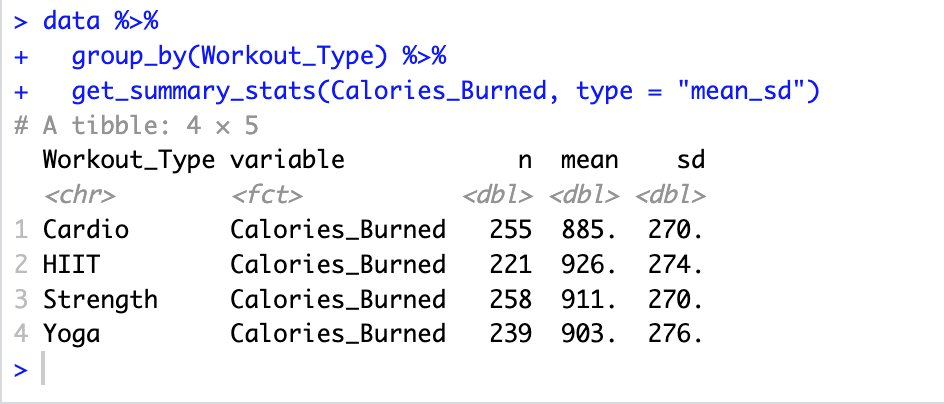 > data %>%
+   group_by(Workout_Type) %>%
+   get_summary_stats(Calories_Burned, type = "mean_sd")
# A tibble: 4 × 5
  Workout_Type variable            n  mean    sd
  <chr>        <fct>           <dbl> <dbl> <dbl>
1 Cardio       Calories_Burned   255  885.  270.
2 HIIT         Calories_Burned   221  926.  274.
3 Strength     Calories_Burned   258  911.  270.
4 Yoga         Calories_Burned   239  903.  276.
>